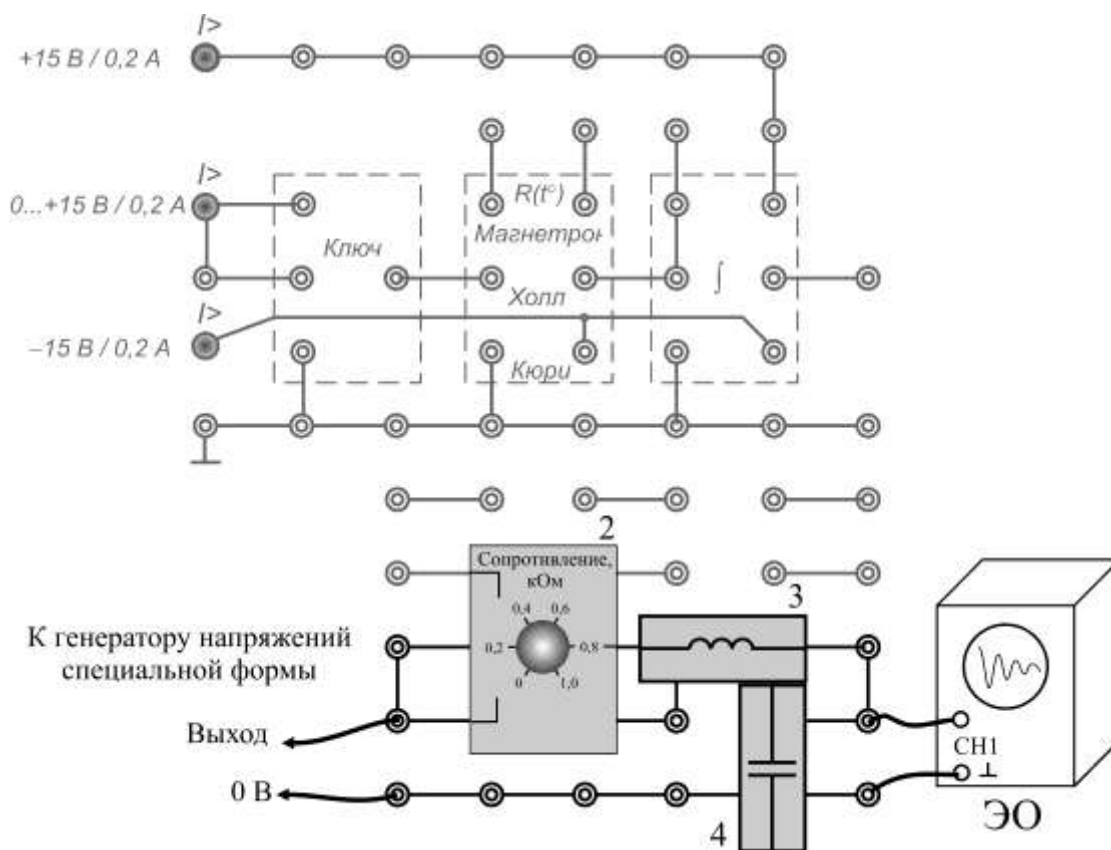 I>
+15 В / 0,2 А
I>
0...+15 В / 0,2 А
R(t°)
Ключ
Магнетрон
∫
I>
Холл
–15 В / 0,2 А
Кюри
2
Сопротивление,
кОм
0,4 0,6
0,2 0,8
0 1,0
3
К генератору напряжений
специальной формы
Выход
СН1
0 В
⊥
ЭО
4